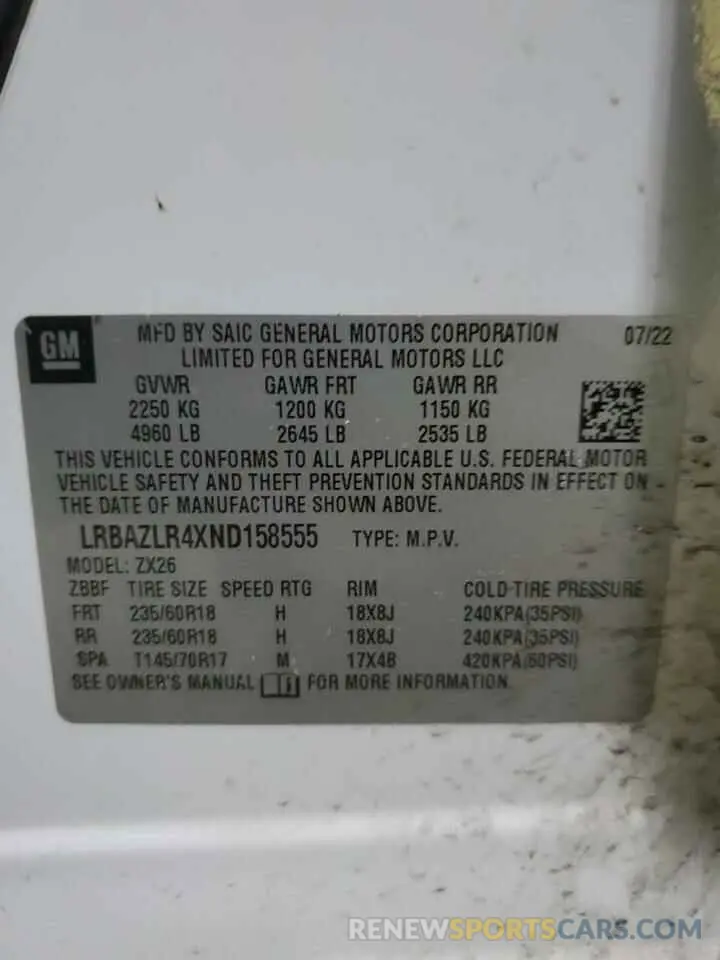 GM
MFD BY SAIC GENERAL MOTORS CORPORATION 07/22
LIMITED FOR GENERAL MOTORS LLC
GVWR GAWR FRT GAWR RR
2250 KG 1200 KG 1150 KG
4960 LB 2645 LB 2535 LB
THIS VEHICLE CONFORMS TO ALL APPLICABLE U.S. FEDERAL MOTOR
VEHICLE SAFETY AND THEFT PREVENTION STANDARDS IN EFFECT ON
THE DATE OF MANUFACTURE SHOWN ABOVE.
LRBAZLR4XND158555 TYPE: M.P.V.
MODEL: ZX26
ZBBF TIRE SIZE SPEED RTG RIM COLD TIRE PRESSURE
FRT 235/60R18 H 18X8J 240KPA(35PSI)
RR 235/60R18 H 18X8J 240KPA(35PSI)
SPA T145/70R17 M 17X4B 420KPA(60PSI)
SEE OWNER'S MANUAL FOR MORE INFORMATION.
RENEWSPORTSCARS.COM